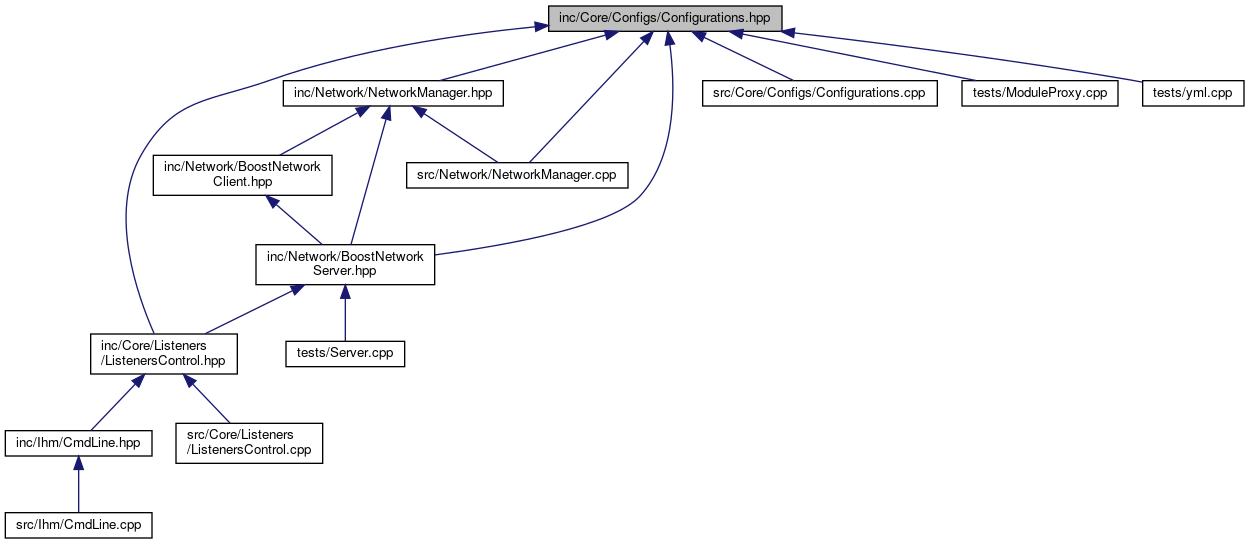 inc/Core/Configs/Configurations.hpp
inc/Network/NetworkManager.hpp
src/Core/Configs/Configurations.cpp
tests/ModuleProxy.cpp
tests/yml.cpp
inc/Network/BoostNetwork
Client.hpp
src/Network/NetworkManager.cpp
inc/Network/BoostNetwork
Server.hpp
inc/Core/Listeners
/ListenersControl.hpp
tests/Server.cpp
inc/Ihm/CmdLine.hpp
src/Core/Listeners
/ListenersControl.cpp
src/Ihm/CmdLine.cpp